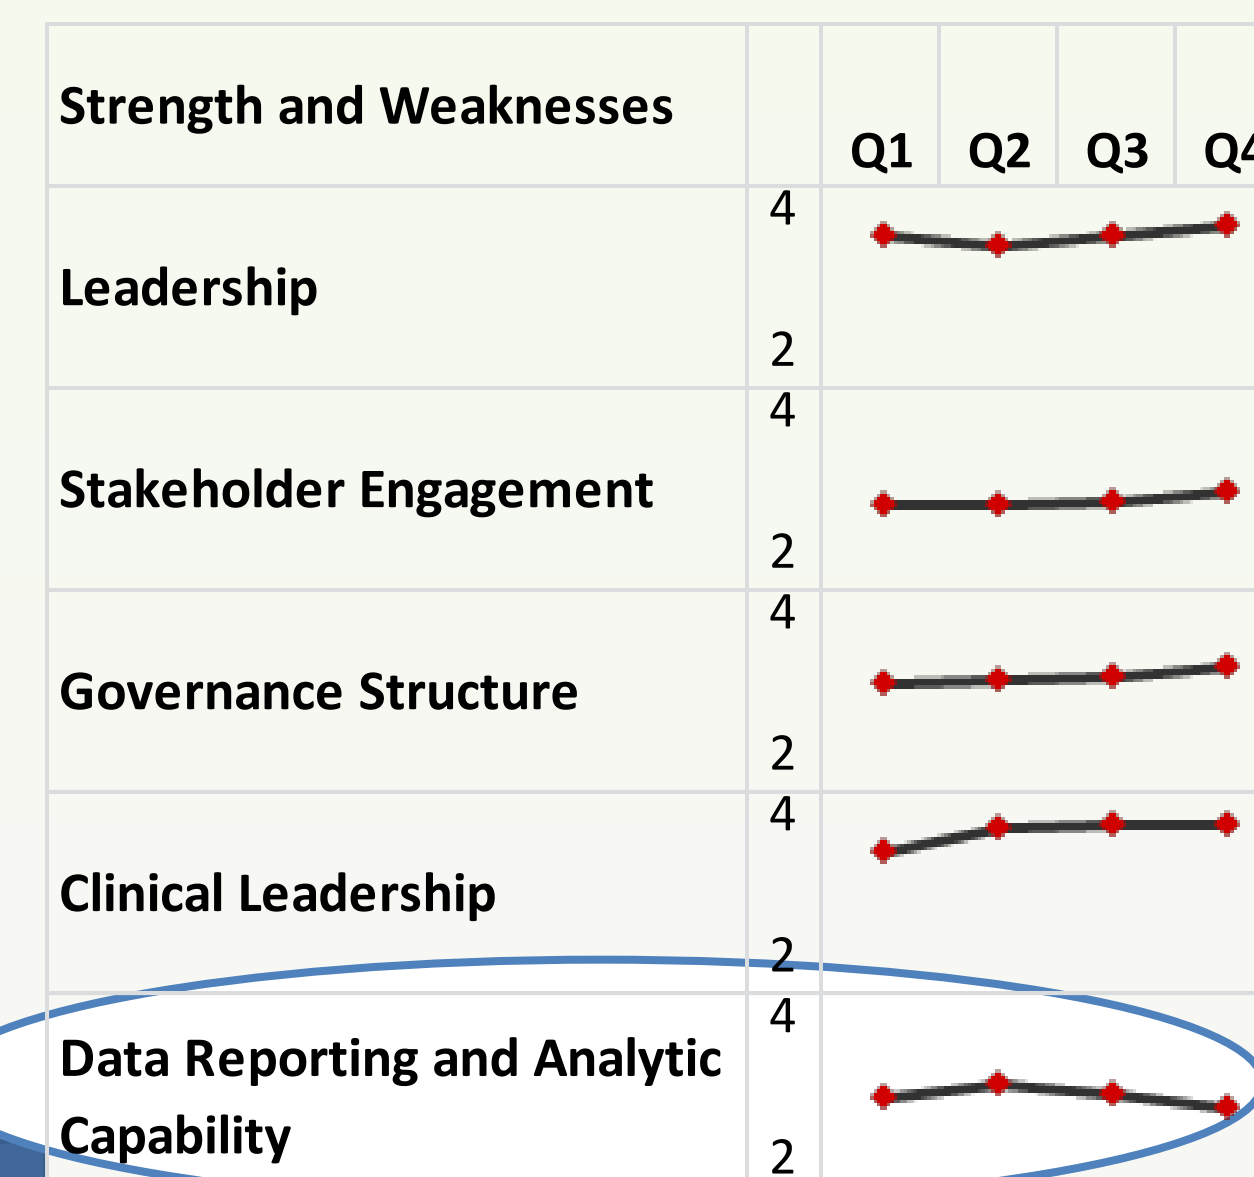 Strength and Weaknesses
Q1 Q2 Q3 Q4
4
Leadership
2
4
Stakeholder Engagement
2
4
Governance Structure
2
4
Clinical Leadership
2
4
Data Reporting and Analytic
Capability
2